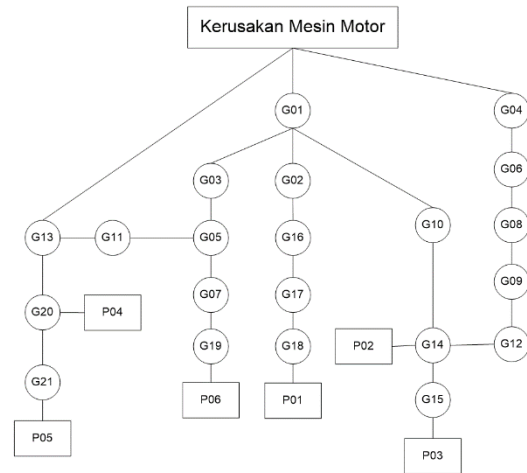 Kerusakan Mesin Motor
G01
G04
G06
G03
G02
G13
G11
G05
G10
G08
G16
G09
G07
G17
G20
P04
G19
G18
P02
G14
G12
G21
P06
P01
G15
P05
P03